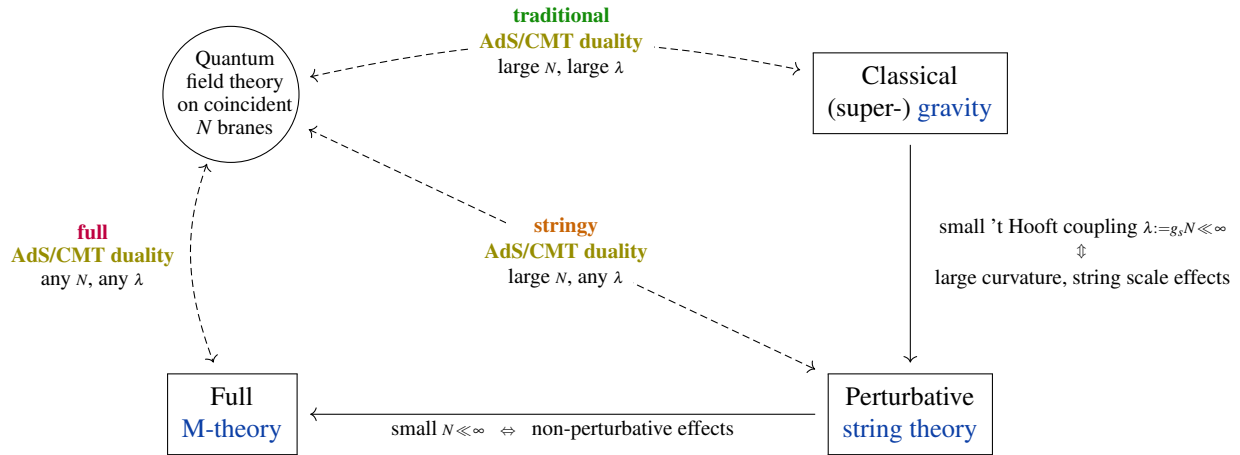 traditional
AdS/CMT duality
large N, large λ
Quantum
field theory
on coincident
N branes
Classical
(super-) gravity
full
AdS/CMT duality
any N, any λ
stringy
AdS/CMT duality
large N, any λ
small ’t Hooft coupling λ:=gₛN≪∞
⇕
large curvature, string scale effects
Full
M-theory
small N≪∞ ⇔ non-perturbative effects
Perturbative
string theory